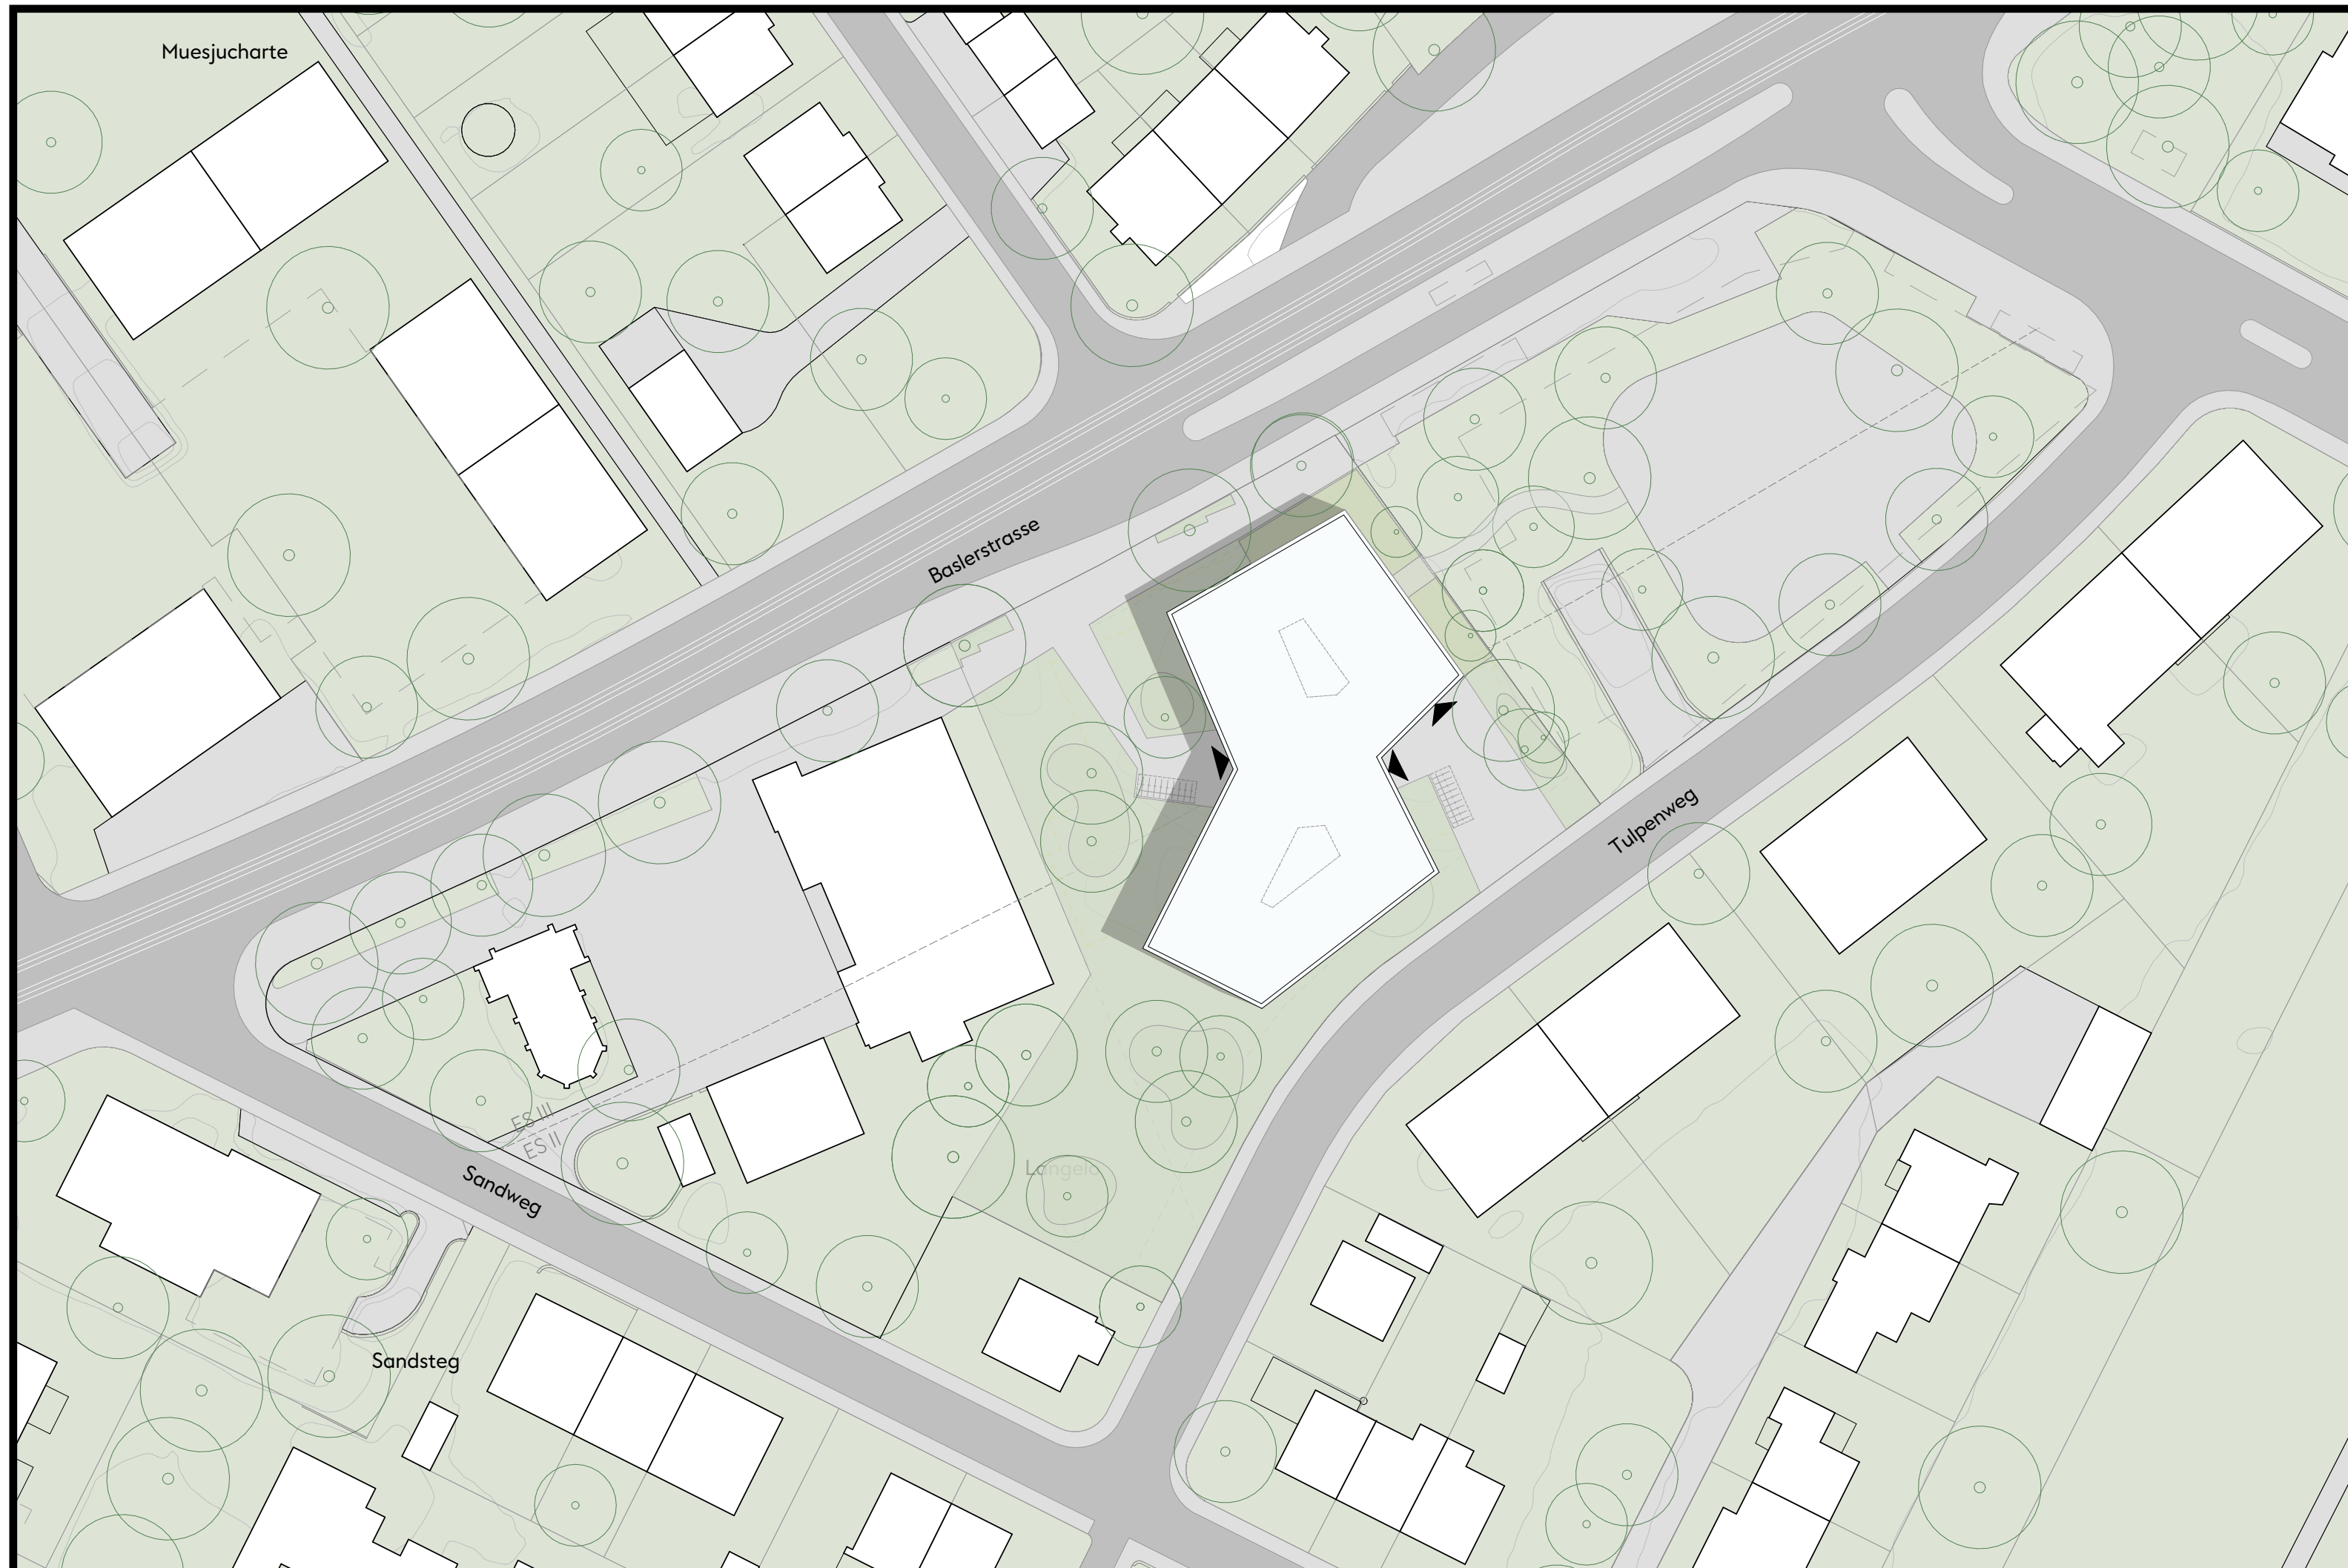 Muesjucharte
Baslerstrasse
Tulpenweg
ES III
ES II
Sandweg
Sandsteg